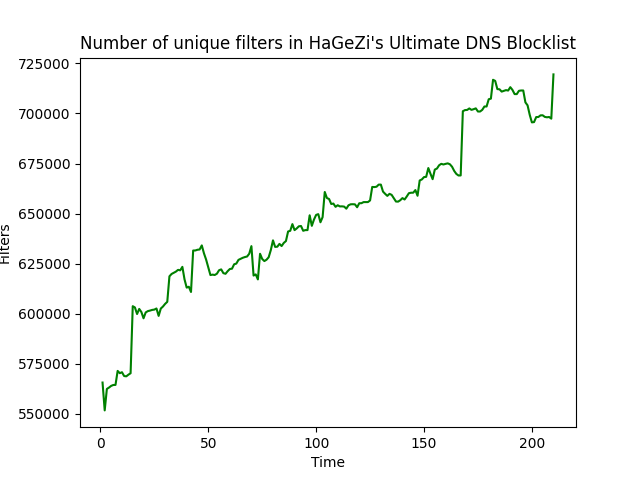 Number of unique filters in HaGeZi's Ultimate DNS Blocklist
725000
700000
675000
650000
625000
600000
575000
550000
Filters
0 50 100 150 200
Time